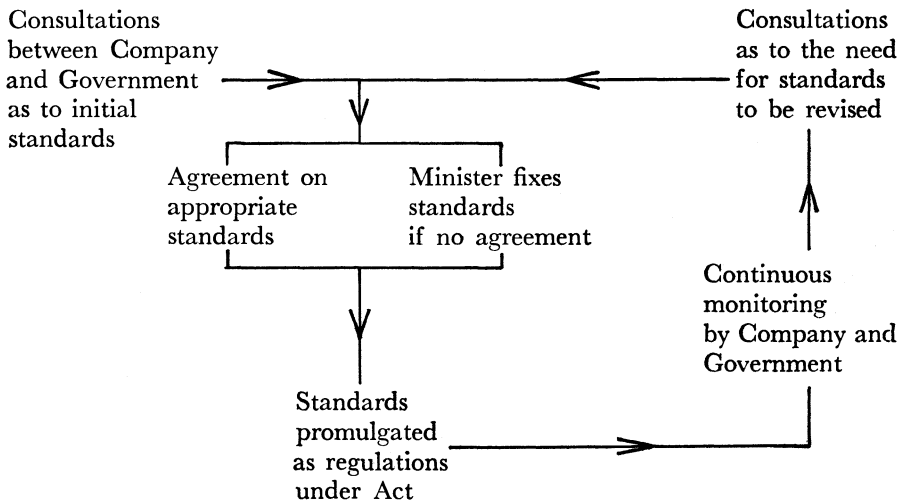 Consultations
between Company
and Government
as to initial
standards
Consultations
as to the need
for standards
to be revised
Agreement on
appropriate
standards
Minister fixes
standards
if no agreement
Continuous
monitoring
by Company and
Government
Standards
promulgated
as regulations
under Act